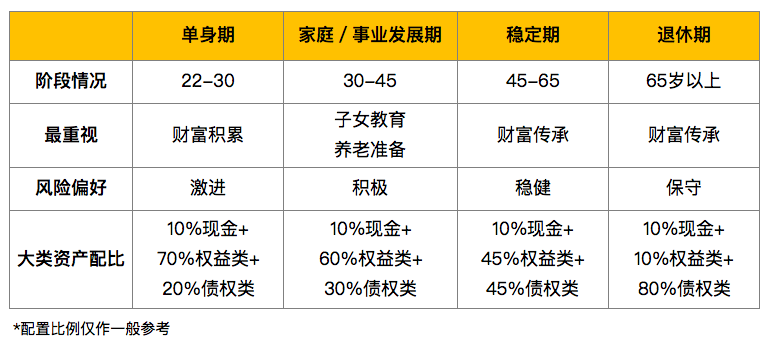 单身期 家庭 / 事业发展期 稳定期 退休期
阶段情况 22–30 30–45 45–65 65岁以上
最重视 财富积累 子女教育 财富传承 财富传承
养老准备
风险偏好 激进 积极 稳健 保守
10%现金+ 10%现金+ 10%现金+ 10%现金+
大类资产配比 70%权益类+ 60%权益类+ 45%权益类+ 10%权益类+
20%债权类 30%债权类 45%债权类 80%债权类
*配置比例仅作一般参考